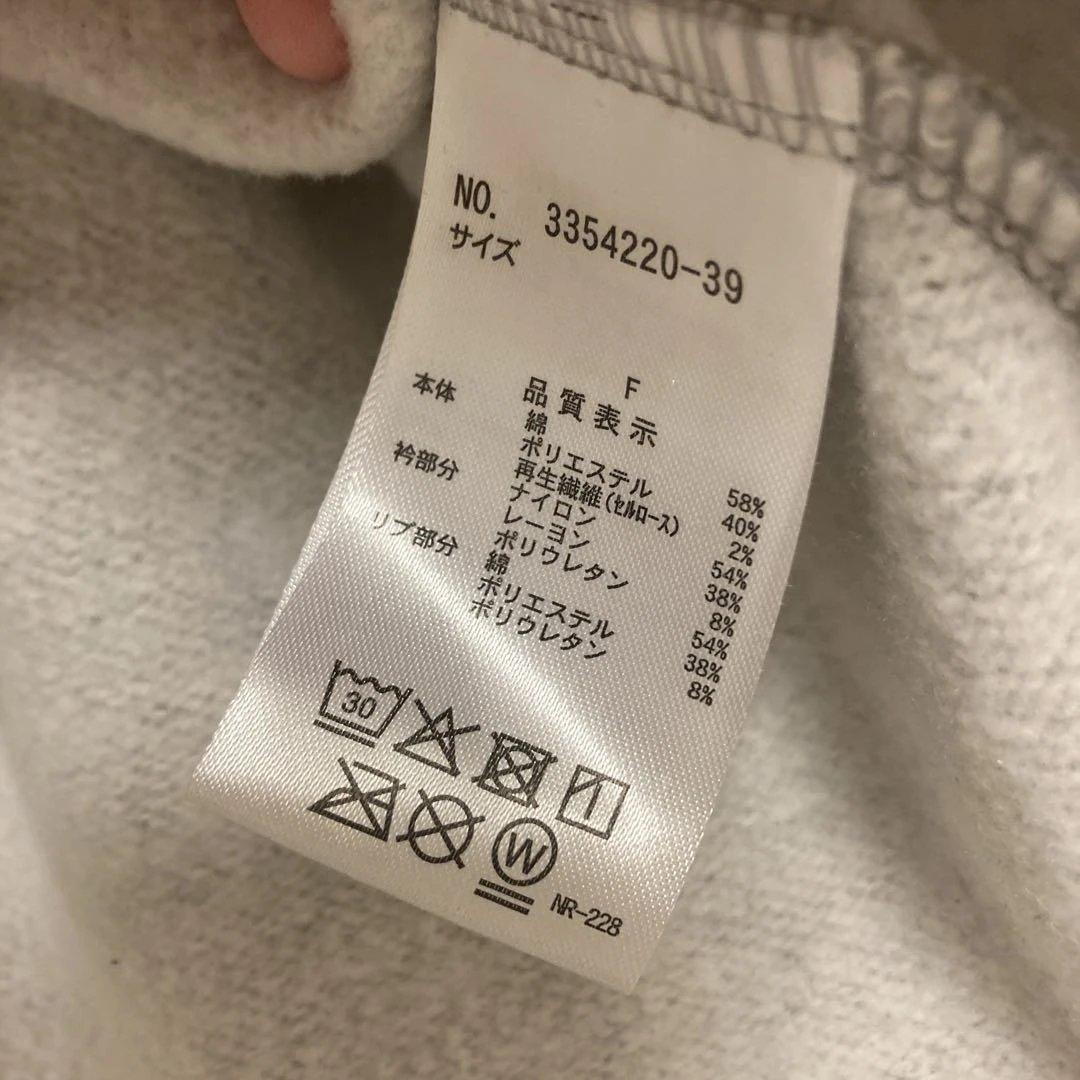 NO. 3354220-39
サイズ
F
品質表示
本体 綿 58%
ポリエステル 40%
再生繊維(ｾﾙﾛｰｽ) 2%
衿部分 ナイロン 54%
レーヨン 38%
ポリウレタン 8%
リブ部分 綿 54%
ポリエステル 38%
ポリウレタン 8%
30
W
NR-228